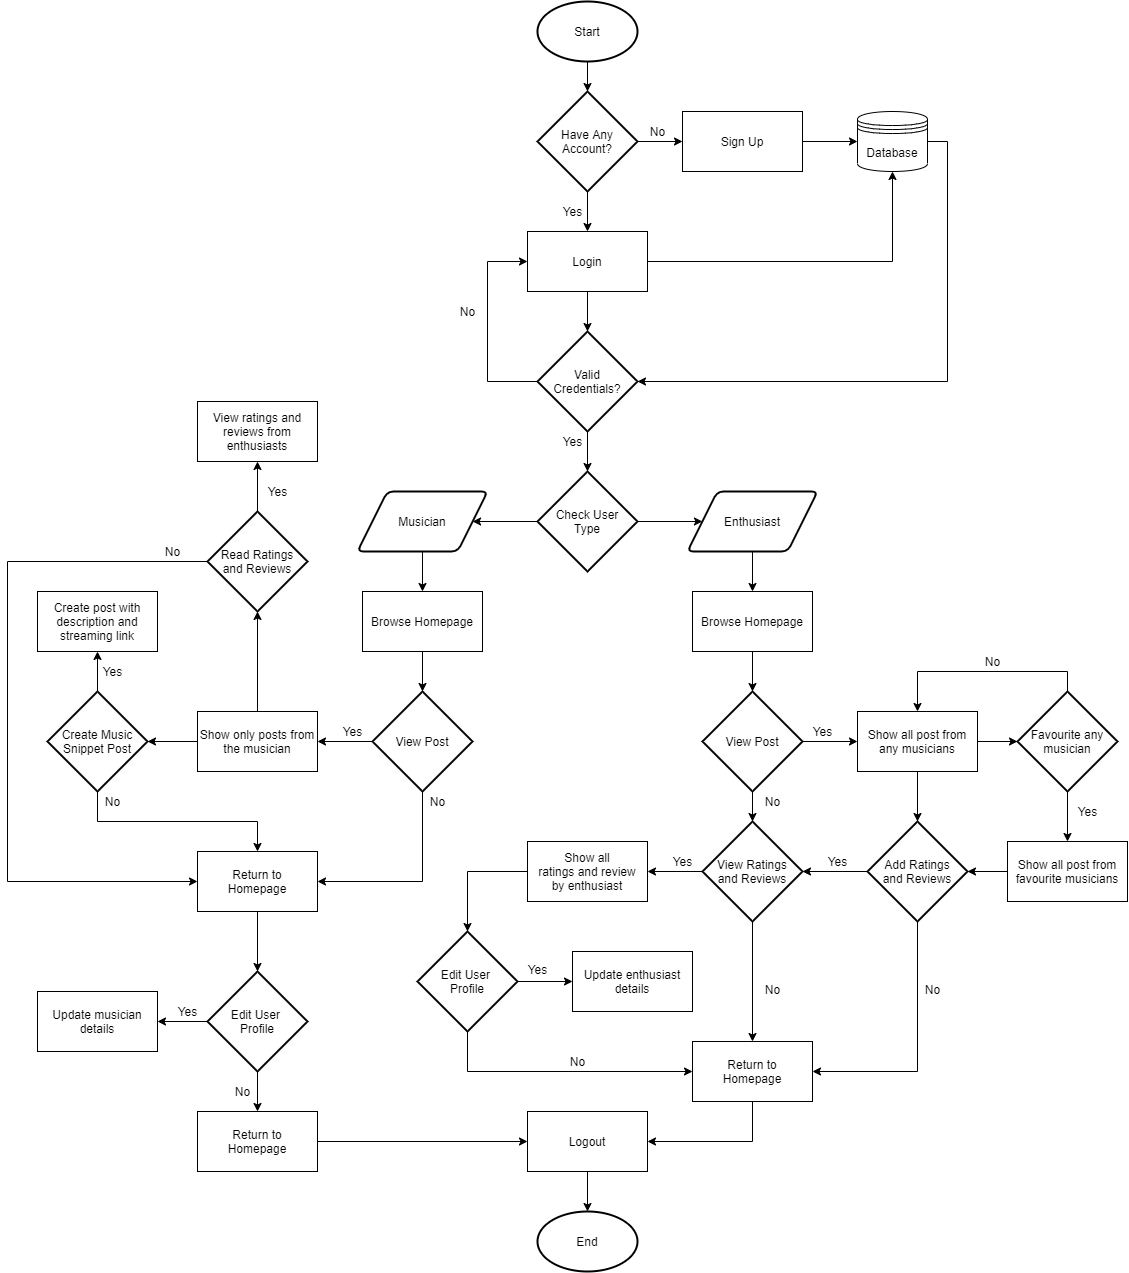 Start
Have Any
Account?
No
Sign Up
Database
Yes
Login
No
Valid
Credentials?
Yes
View ratings and
reviews from
enthusiasts
Yes
Musician
Check User
Type
Enthusiast
No
Read Ratings
and Reviews
Create post with
description and
streaming link
Browse Homepage
Browse Homepage
Yes
No
Create Music
Snippet Post
Show only posts from
the musician
Yes
View Post
View Post
Yes
Show all post from
any musicians
Favourite any
musician
No
No
No
Yes
Return to
Homepage
Show all
ratings and review
by enthusiast
Yes
View Ratings
and Reviews
Yes
Add Ratings
and Reviews
Show all post from
favourite musicians
Edit User
Profile
Yes
Update enthusiast
details
No
No
Update musician
details
Yes
Edit User
Profile
No
Return to
Homepage
No
Return to
Homepage
Logout
End